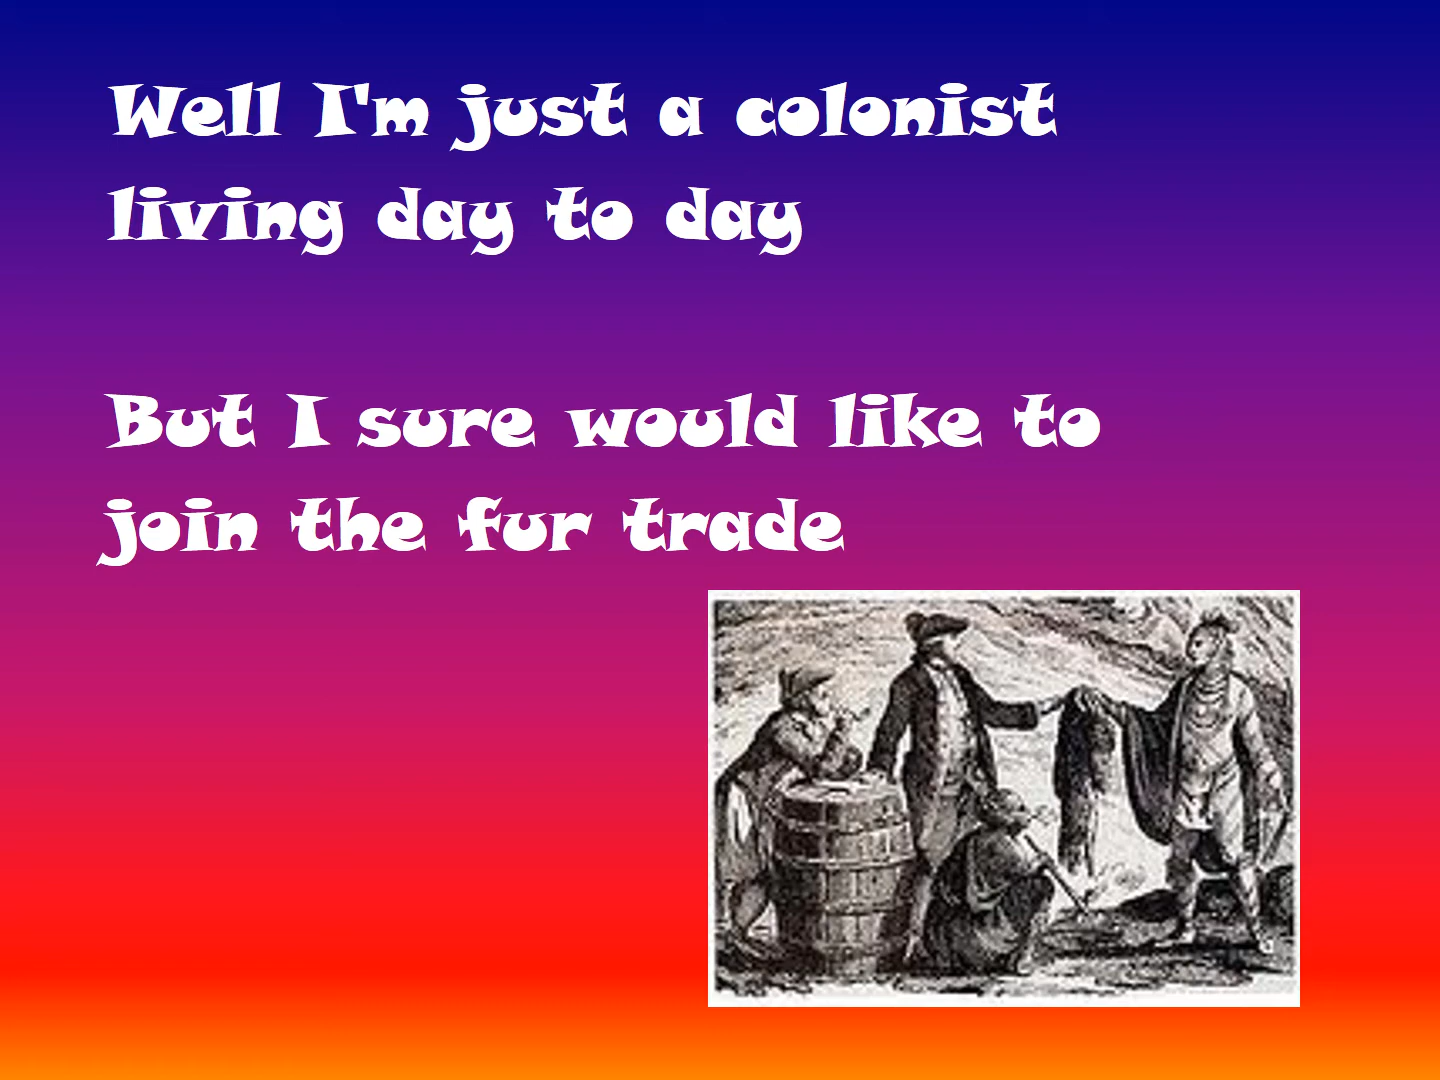 Well I'm just a colonist
living day to day
But I sure would like to
join the fur trade